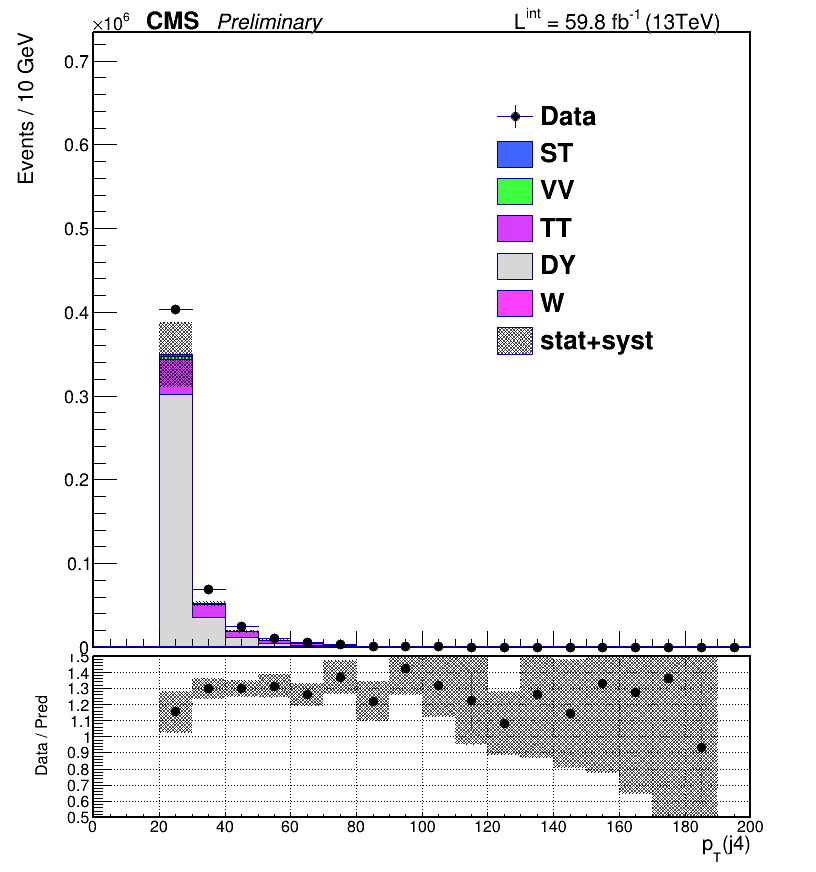 ×10⁶ CMS Preliminary Lⁱⁿᵗ = 59.8 fb⁻¹ (13TeV)
Events / 10 GeV
0.7
0.6
0.5
0.4
0.3
0.2
0.1
0
Data
ST
VV
TT
DY
W
stat+syst
Data / Pred
1.5
1.4
1.3
1.2
1.1
1
0.9
0.8
0.7
0.6
0.5
0 20 40 60 80 100 120 140 160 180 200
p_T(j4)